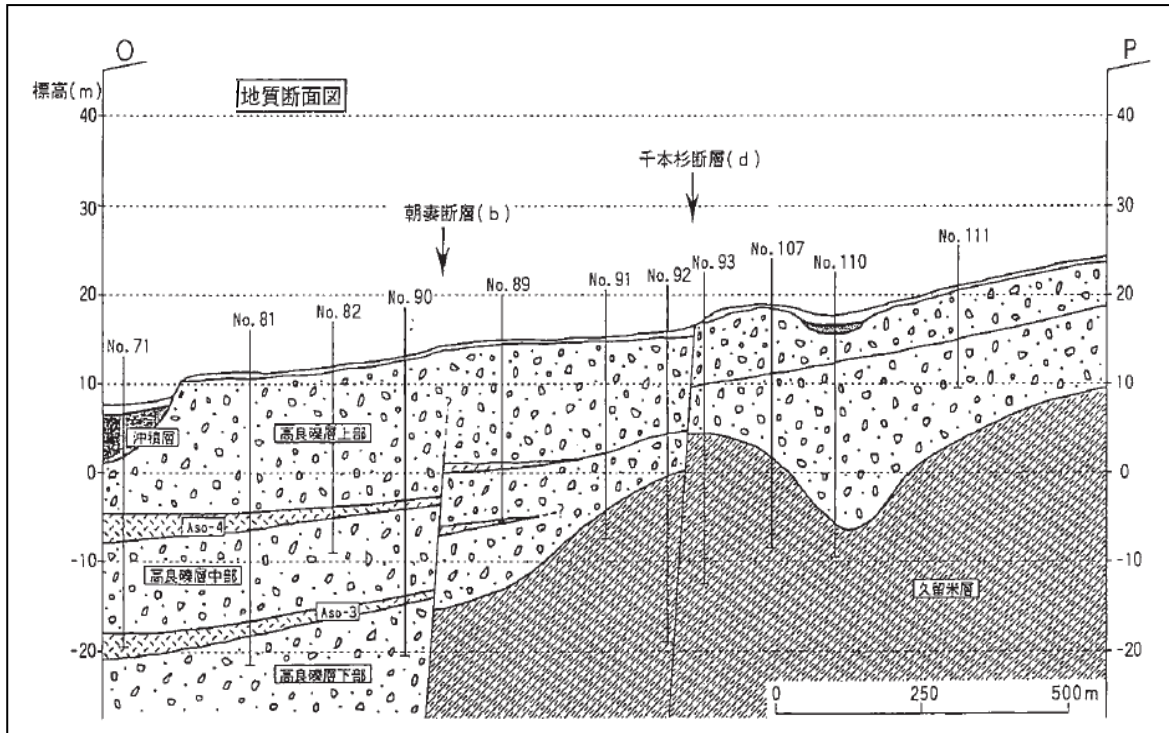 O
P
標高(m)
地質断面図
40
40
千本杉断層(d)
30
朝妻断層(b)
30
No.111
No.107
No.93
No.110
No.92
No.91
No.89
No.90
20
20
No.82
No.81
No.71
10
10
沖積層
高良礫層上部
?
0
0
Aso-4
?
-10
-10
高良礫層中部
久留米層
Aso-3
-20
-20
高良礫層下部
0
250
500m